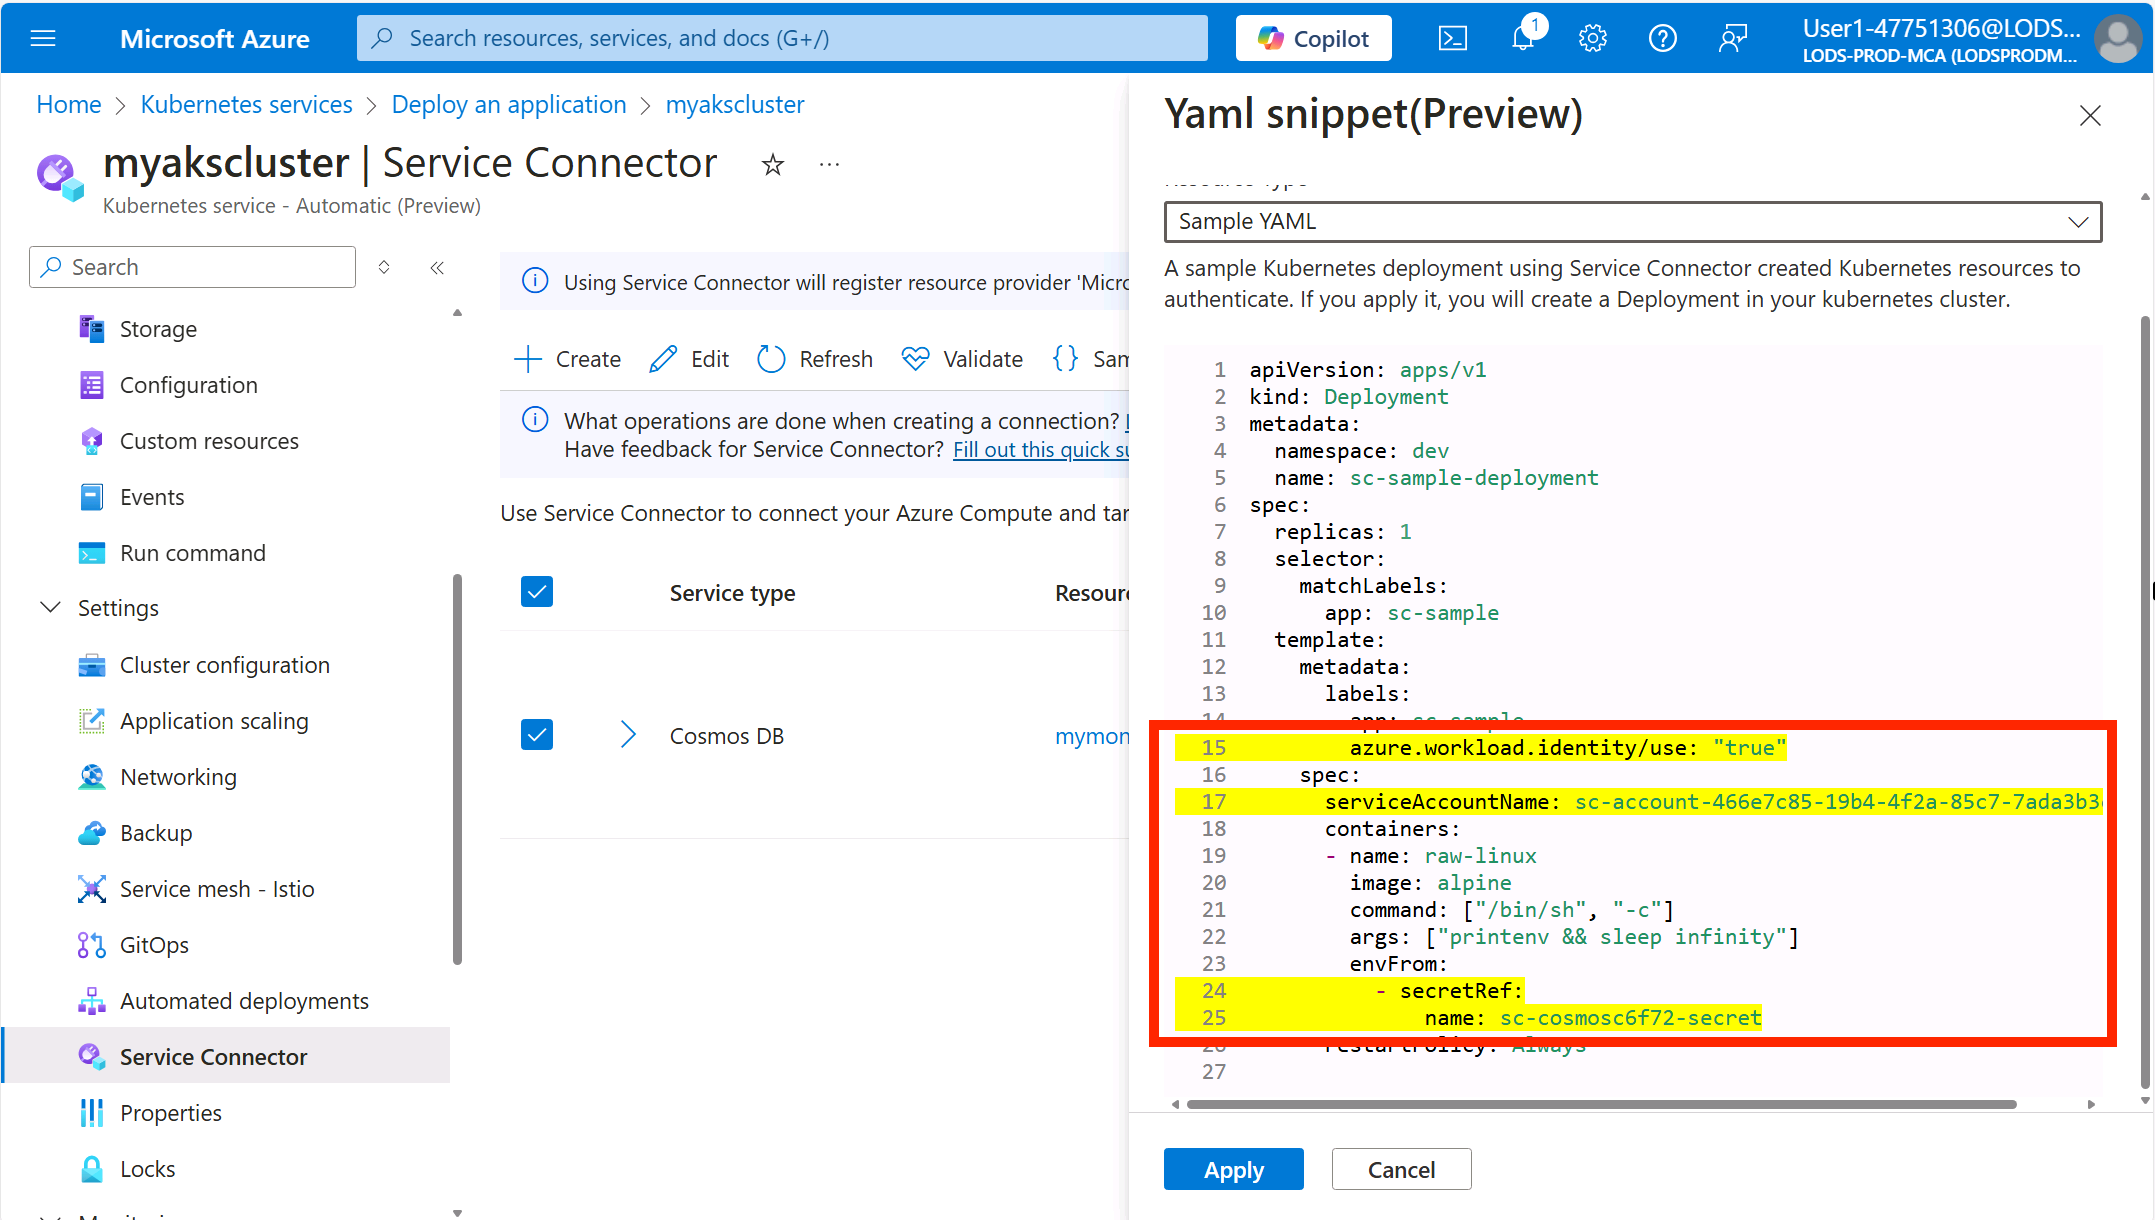 Microsoft Azure
Search resources, services, and docs (G+/)
Copilot
1
User1-47751306@LODS...
LODS-PROD-MCA (LODSPRODM...
Home > Kubernetes services > Deploy an application > myakscluster
myakscluster | Service Connector
Kubernetes service - Automatic (Preview)
Search
Storage
Configuration
Custom resources
Events
Run command
Settings
Cluster configuration
Application scaling
Networking
Backup
Service mesh - Istio
GitOps
Automated deployments
Service Connector
Properties
Locks
Using Service Connector will register resource provider 'Micro
Create Edit Refresh Validate {} Sam
What operations are done when creating a connection?
Have feedback for Service Connector? Fill out this quick su
Use Service Connector to connect your Azure Compute and tar
Service type Resour
Cosmos DB mymon
Yaml snippet(Preview)
Resource Type
Sample YAML
A sample Kubernetes deployment using Service Connector created Kubernetes resources to
authenticate. If you apply it, you will create a Deployment in your kubernetes cluster.
1 apiVersion: apps/v1
2 kind: Deployment
3 metadata:
4 namespace: dev
5 name: sc-sample-deployment
6 spec:
7 replicas: 1
8 selector:
9 matchLabels:
10 app: sc-sample
11 template:
12 metadata:
13 labels:
14 app: sc-sample
15 azure.workload.identity/use: "true"
16 spec:
17 serviceAccountName: sc-account-466e7c85-19b4-4f2a-85c7-7ada3b3
18 containers:
19 - name: raw-linux
20 image: alpine
21 command: ["/bin/sh", "-c"]
22 args: ["printenv && sleep infinity"]
23 envFrom:
24 - secretRef:
25 name: sc-cosmosc6f72-secret
26 restartPolicy: Always
27
Apply
Cancel